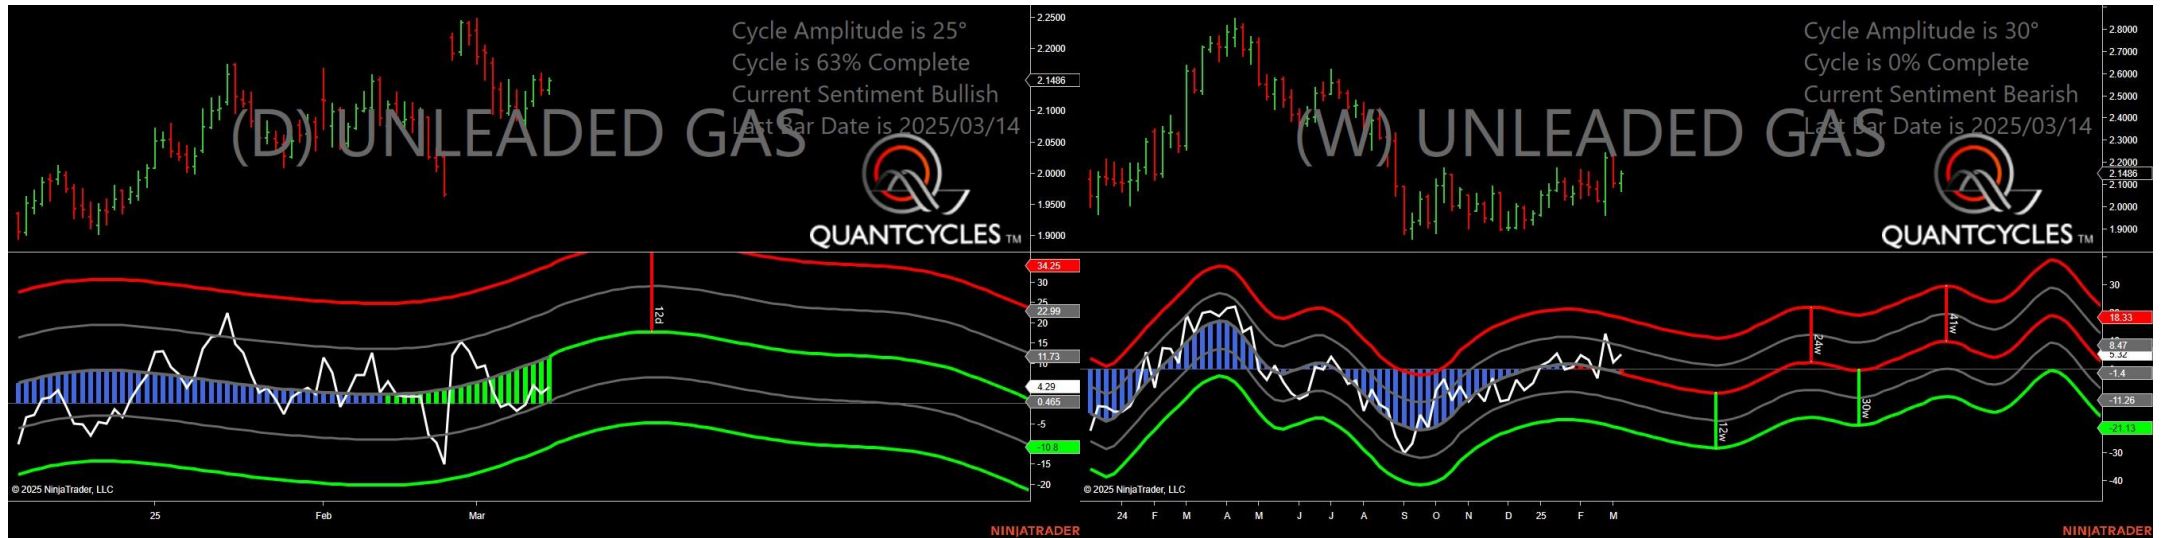 Cycle Amplitude is 25°
Cycle is 63% Complete
Current Sentiment Bullish
Last Bar Date is 2025/03/14
(D) UNLEADED GAS
QUANTCYCLES TM
2.2500
2.2000
2.1486
2.1000
2.0500
2.0000
1.9500
1.9000
12d
34.25
30
25
22.99
20
15
11.73
10
4.29
0.465
-5
-10.8
-15
-20
© 2025 NinjaTrader, LLC
25 Feb Mar
NINJATRADER
Cycle Amplitude is 30°
Cycle is 0% Complete
Current Sentiment Bearish
Last Bar Date is 2025/03/14
(W) UNLEADED GAS
QUANTCYCLES TM
2.8000
2.7000
2.6000
2.5000
2.4000
2.3000
2.2000
2.1486
2.1000
2.0000
1.9000
12w
24w
30w
41w
30
18.33
8.47
5.32
-1.4
-11.26
-21.13
-30
-40
© 2025 NinjaTrader, LLC
24 F M A M J J A S O N D 25 F M
NINJATRADER